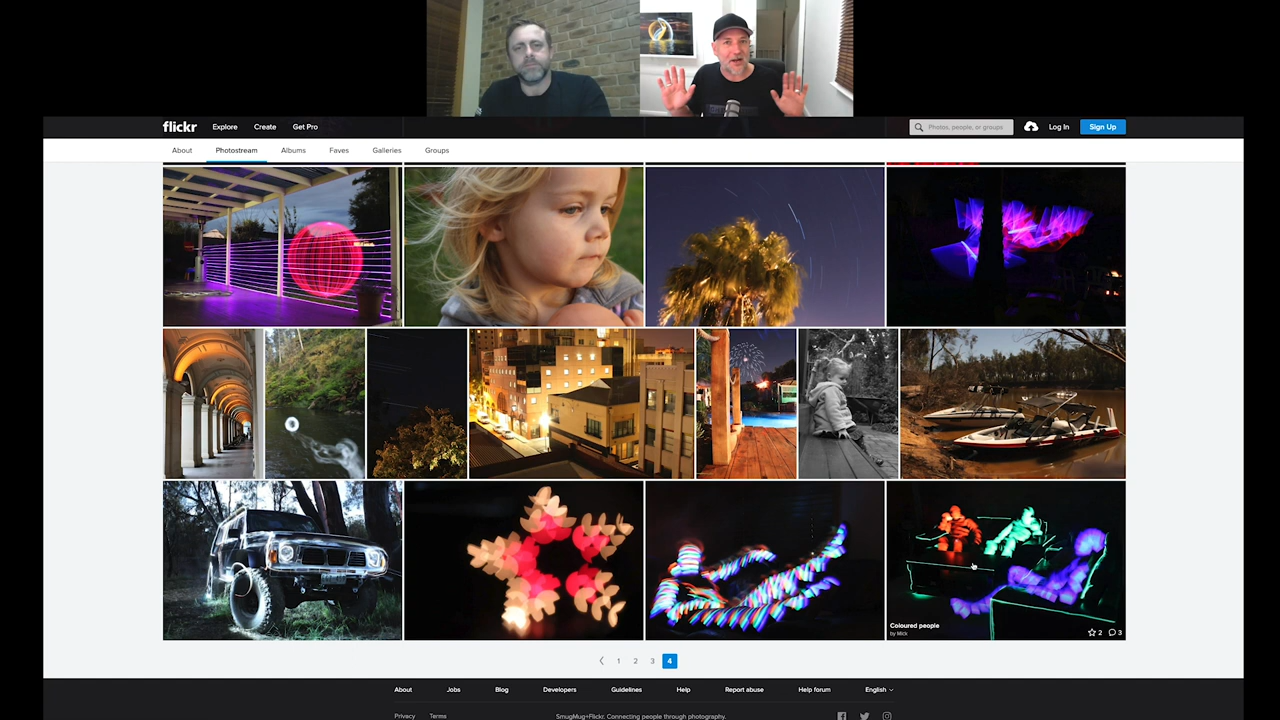 flickr Explore Create Get Pro Photos, people, or groups Log In Sign Up
About Photostream Albums Faves Galleries Groups
Coloured people
by Mick 2 3
1 2 3 4
About Jobs Blog Developers Guidelines Help Report abuse Help forum English
Privacy Terms SmugMug+Flickr. Connecting people through photography.